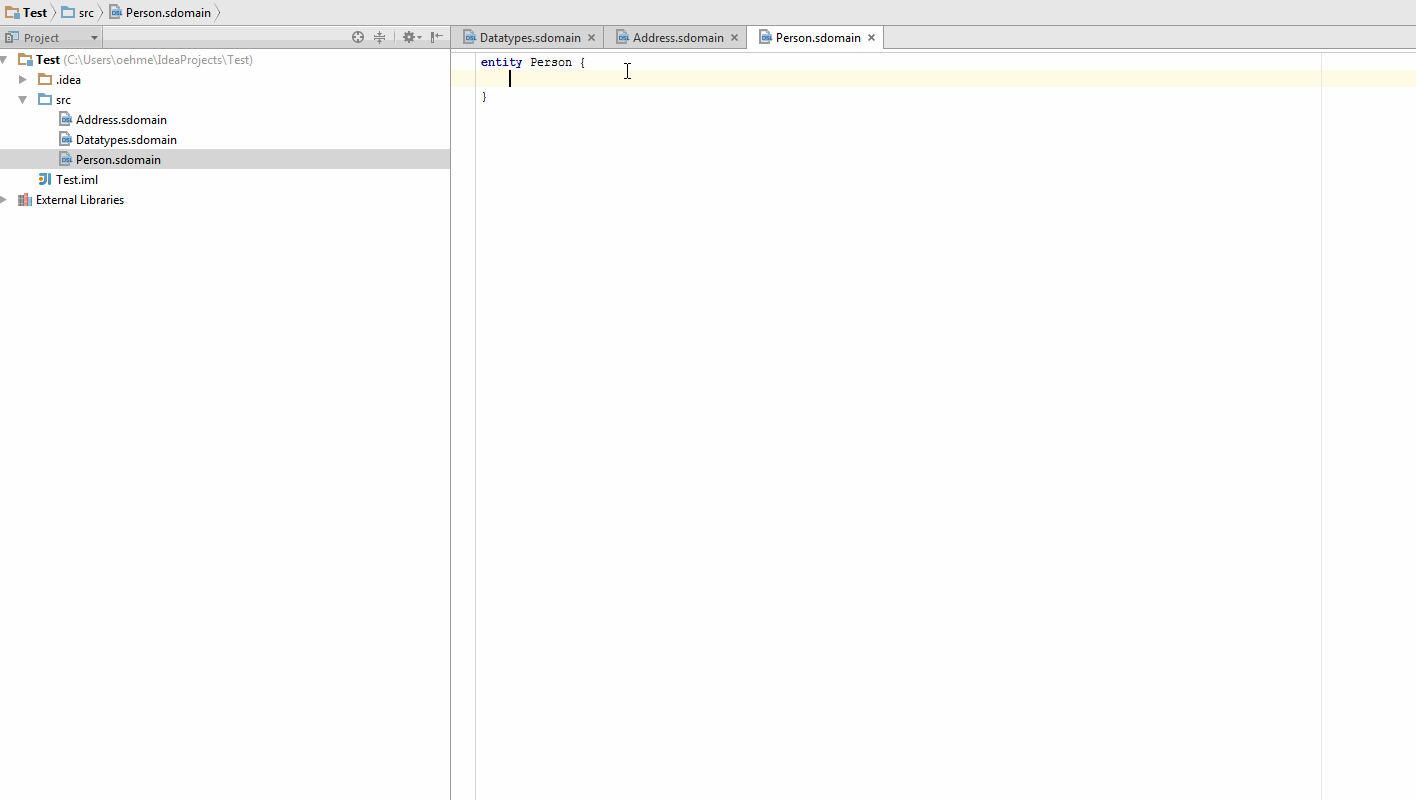 Test src Person.sdomain
Project
Datatypes.sdomain Address.sdomain Person.sdomain
Test (C:\Users\oehme\IdeaProjects\Test)
.idea
src
Address.sdomain
Datatypes.sdomain
Person.sdomain
Test.iml
External Libraries
entity Person {
}